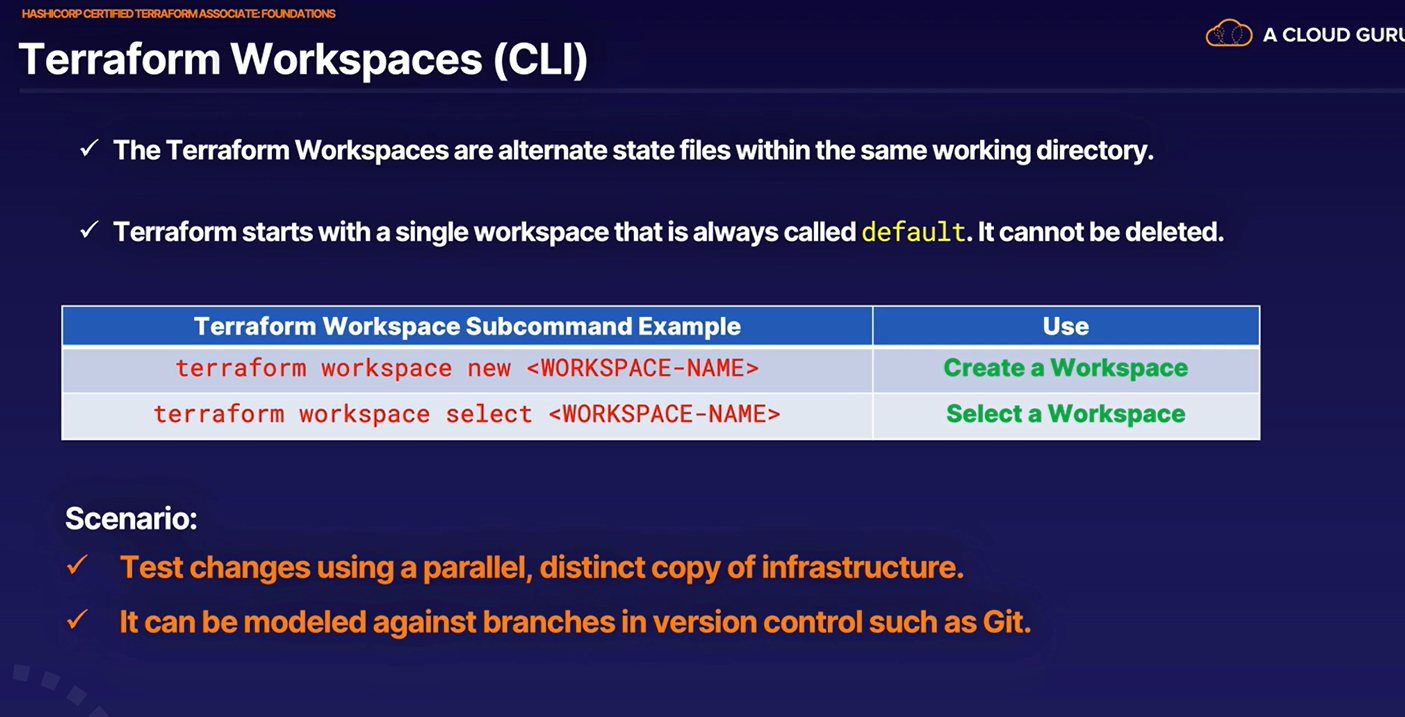 HASHICORP CERTIFIED TERRAFORM ASSOCIATE: FOUNDATIONS
A CLOUD GURU
Terraform Workspaces (CLI)
✓ The Terraform Workspaces are alternate state files within the same working directory.
✓ Terraform starts with a single workspace that is always called default. It cannot be deleted.
Terraform Workspace Subcommand Example Use
terraform workspace new <WORKSPACE-NAME> Create a Workspace
terraform workspace select <WORKSPACE-NAME> Select a Workspace
Scenario:
✓ Test changes using a parallel, distinct copy of infrastructure.
✓ It can be modeled against branches in version control such as Git.